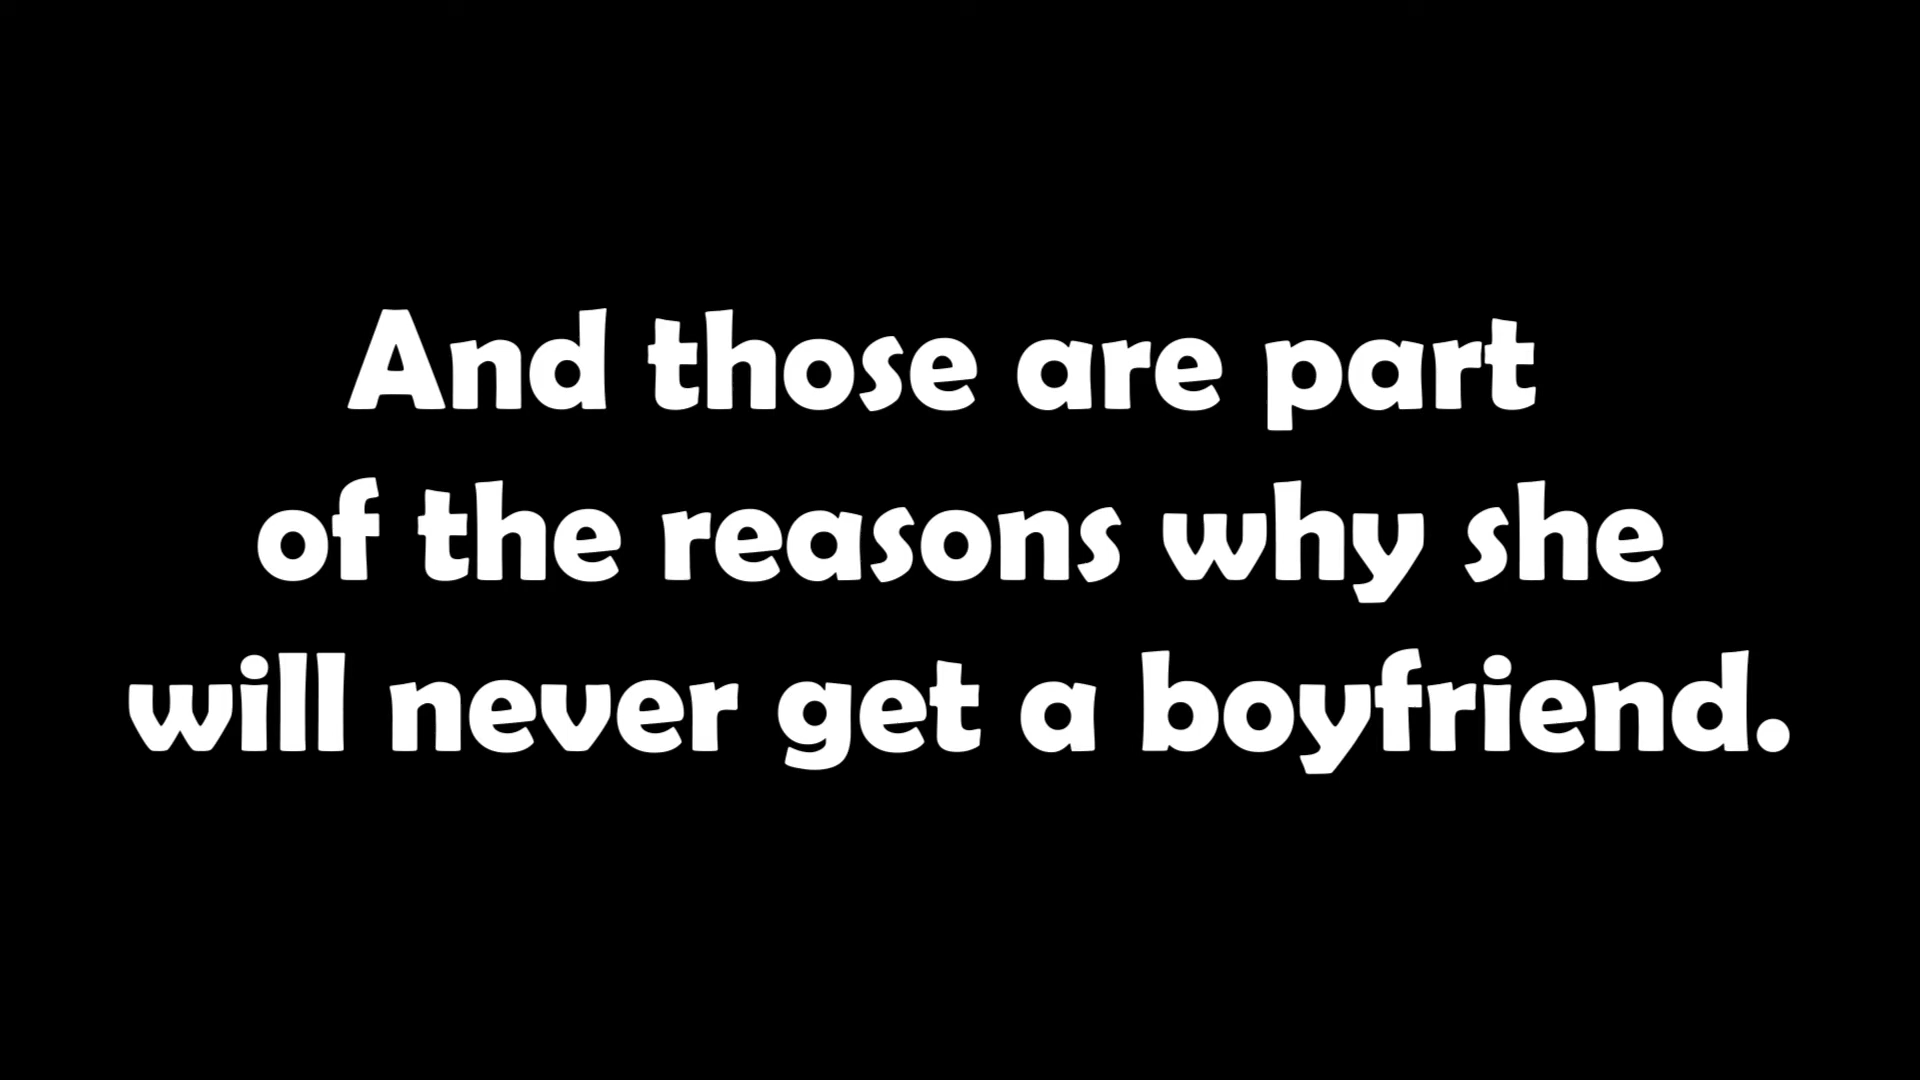 And those are part
of the reasons why she
will never get a boyfriend.